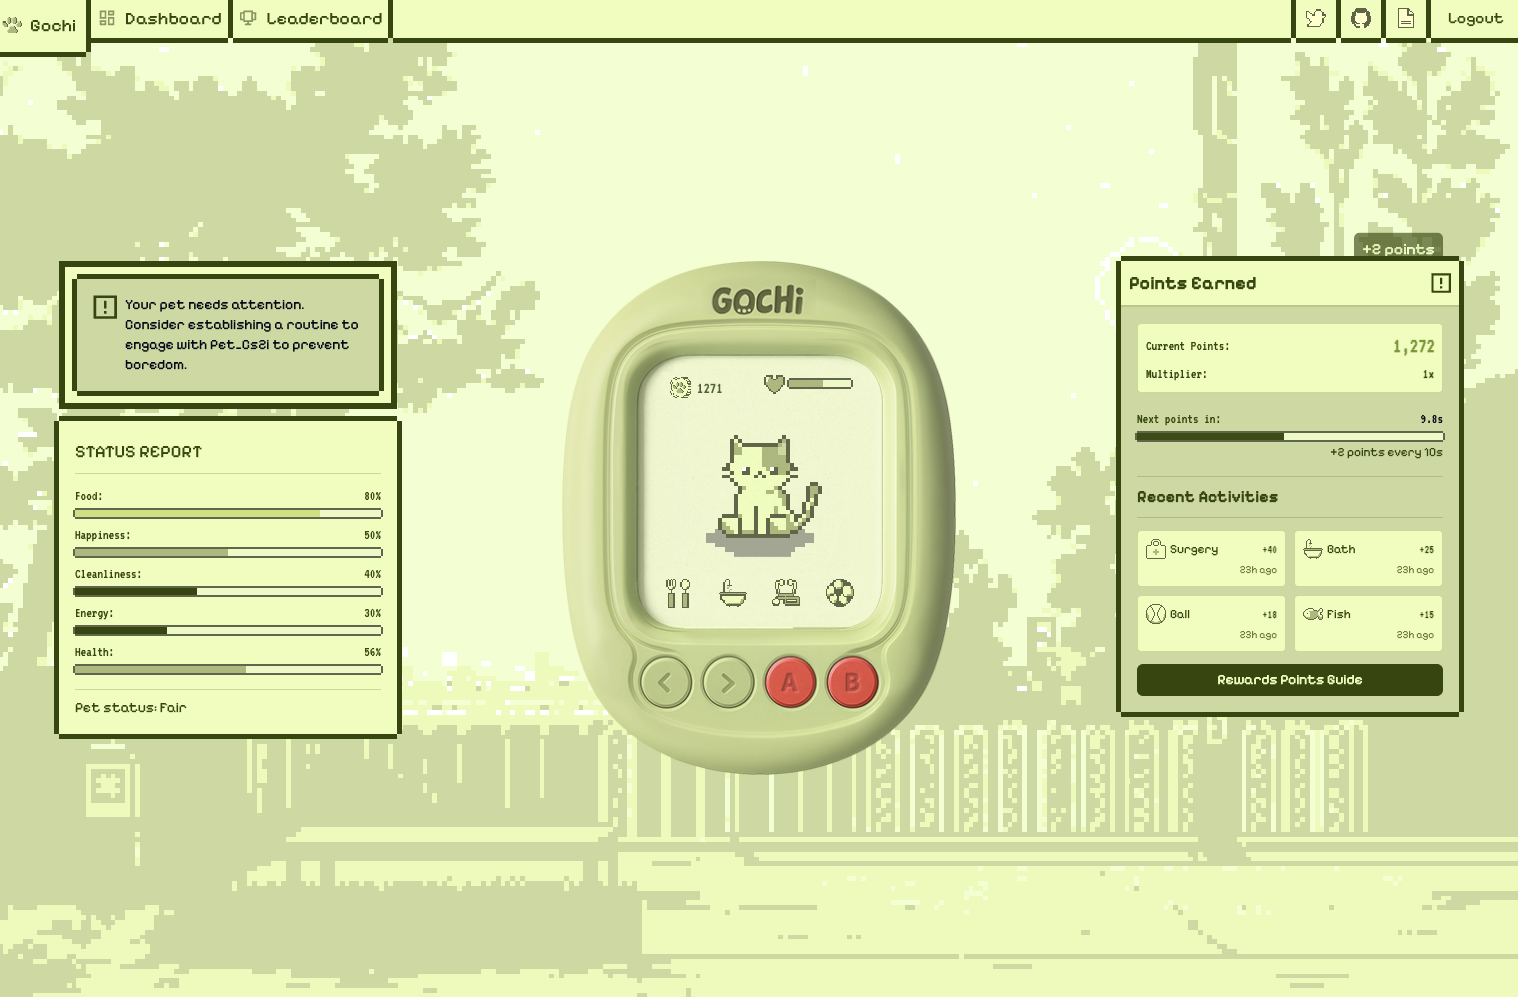 Gochi
Dashboard
Leaderboard
Logout
Your pet needs attention.
Consider establishing a routine to
engage with Pet_Gs2i to prevent
boredom.
STATUS REPORT
Food: 80%
Happiness: 50%
Cleanliness: 40%
Energy: 30%
Health: 56%
Pet status: Fair
GOCHi
1271
A
B
+2 points
Points Earned
Current Points: 1,272
Multiplier: 1x
Next points in: 9.8s
+2 points every 10s
Recent Activities
Surgery +40
23h ago
Bath +25
23h ago
Ball +18
23h ago
Fish +15
23h ago
Rewards Points Guide